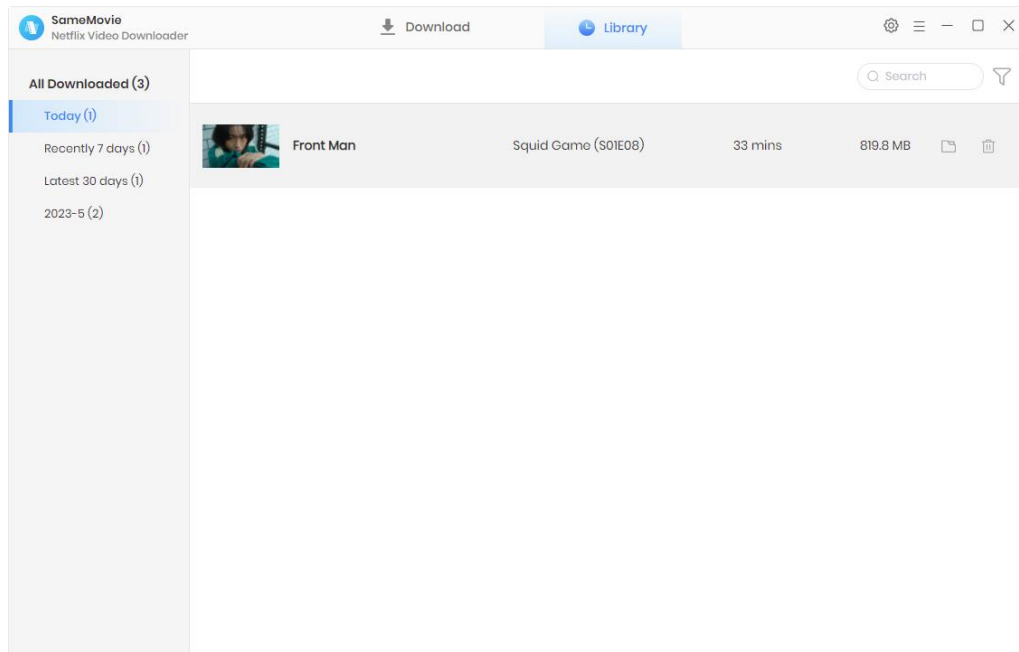 SameMovie
Netflix Video Downloader
Download
Library
All Downloaded (3)
Search
Today (1)
Recently 7 days (1)
Latest 30 days (1)
2023-5 (2)
Front Man
Squid Game (S01E08)
33 mins
819.8 MB